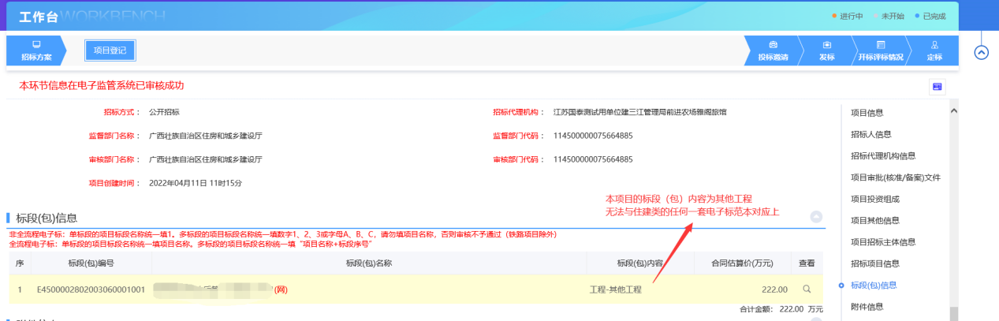 工作台WORKBENCH
进行中 未开始 已完成
招标方案 项目登记 投标邀请 发标 开标评标情况 定标
本环节信息在电子监管系统已审核成功
招标方式： 公开招标 招标代理机构： 江苏国泰测试用单位建三江管理局前进农场雅阁旅馆
监督部门名称： 广西壮族自治区住房和城乡建设厅 监督部门代码： 114500000075664885
审核部门名称： 广西壮族自治区住房和城乡建设厅 审核部门代码： 114500000075664885
项目创建时间： 2022年04月11日 11时15分
本项目的标段（包）内容为其他工程
无法与住建类的任何一套电子标范本对应上
标段(包)信息
非全流程电子标：单标段的项目标段名称统一填1。多标段的项目标段名称统一填数字1、2、3或字母A、B、C，请勿填项目名称，否则审核不予通过（铁路项目除外）
全流程电子标：单标段的项目标段名称统一填项目名称。多标段的项目标段名称统一填“项目名称+标段序号”
序 标段(包)编号 标段(包)名称 标段(包)内容 合同估算价(万元) 查看
1 E4500002802003060001001 (网) 工程-其他工程 222.00
合计金额： 222.00 万元
项目信息
招标人信息
招标代理机构信息
项目审批(核准/备案)文件
项目投资组成
项目其他信息
项目招标主体信息
招标项目信息
标段(包)信息
附件信息